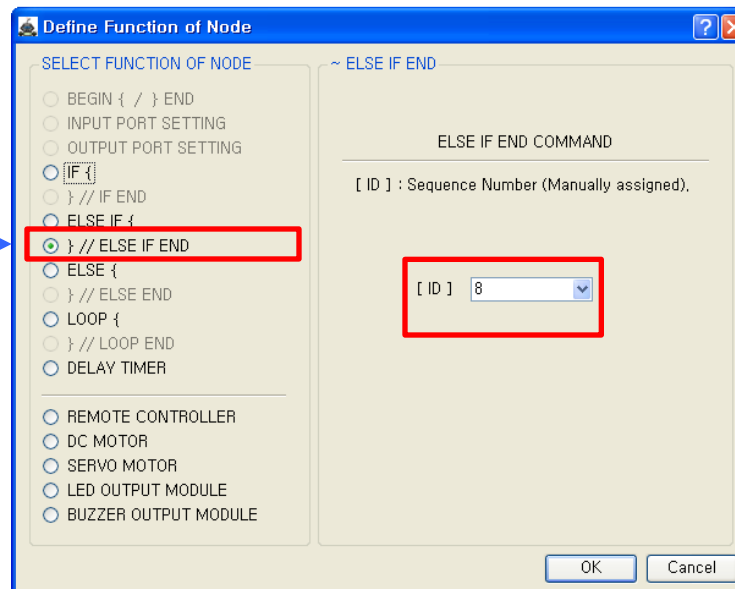 Define Function of Node
SELECT FUNCTION OF NODE
BEGIN { / } END
INPUT PORT SETTING
OUTPUT PORT SETTING
IF {
} // IF END
ELSE IF {
} // ELSE IF END
ELSE {
} // ELSE END
LOOP {
} // LOOP END
DELAY TIMER
REMOTE CONTROLLER
DC MOTOR
SERVO MOTOR
LED OUTPUT MODULE
BUZZER OUTPUT MODULE
~ ELSE IF END
ELSE IF END COMMAND
[ ID ] : Sequence Number (Manually assigned),
[ ID ] 8
OK Cancel